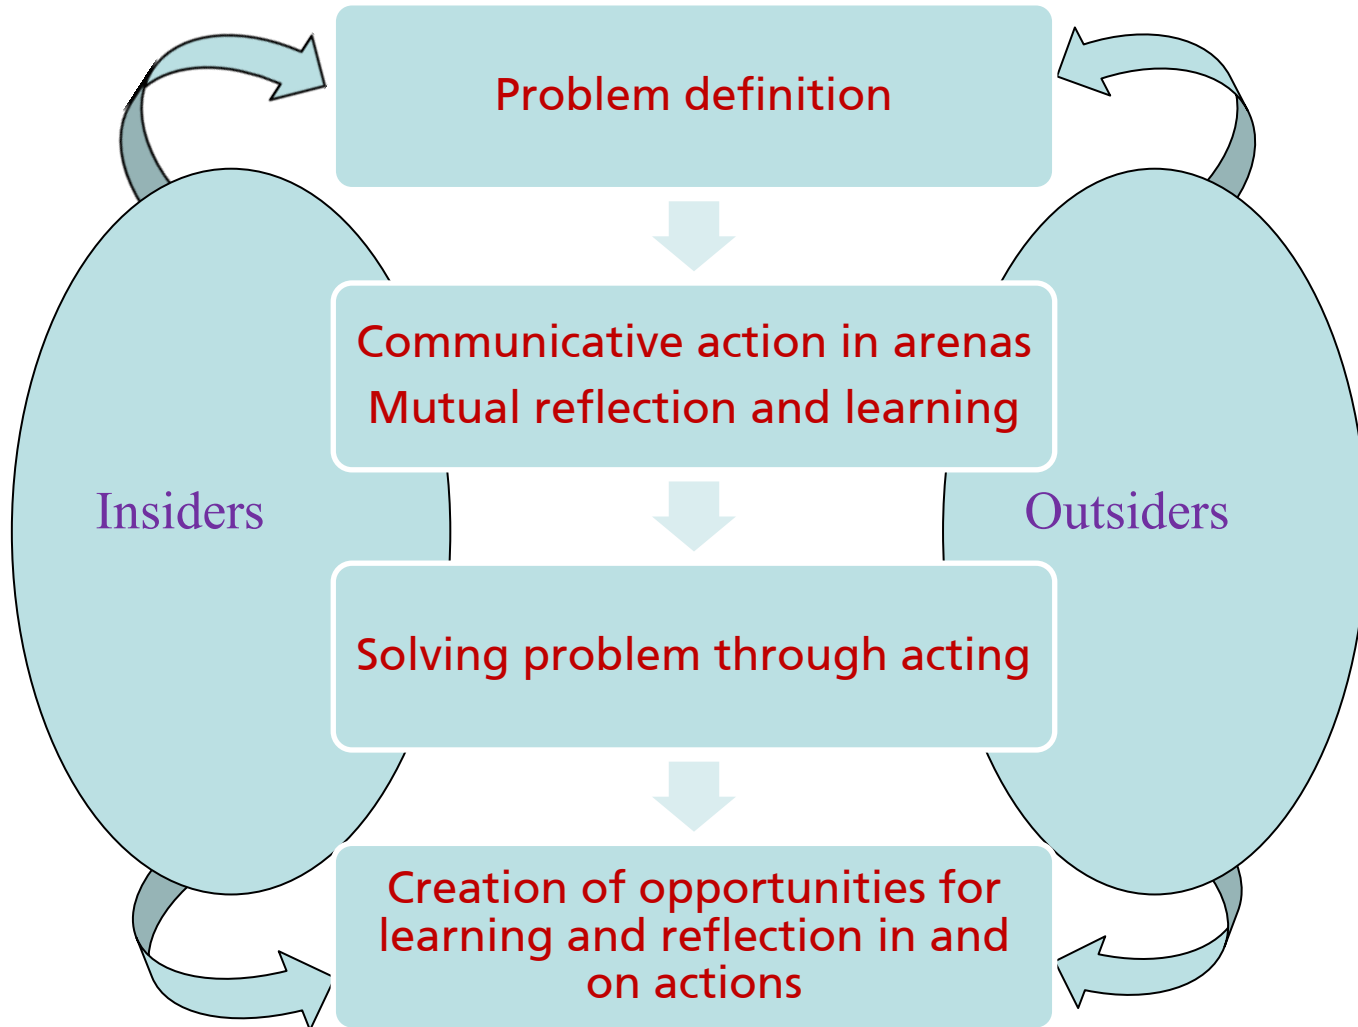 Problem definition
Communicative action in arenas
Mutual reflection and learning
Insiders
Outsiders
Solving problem through acting
Creation of opportunities for
learning and reflection in and
on actions